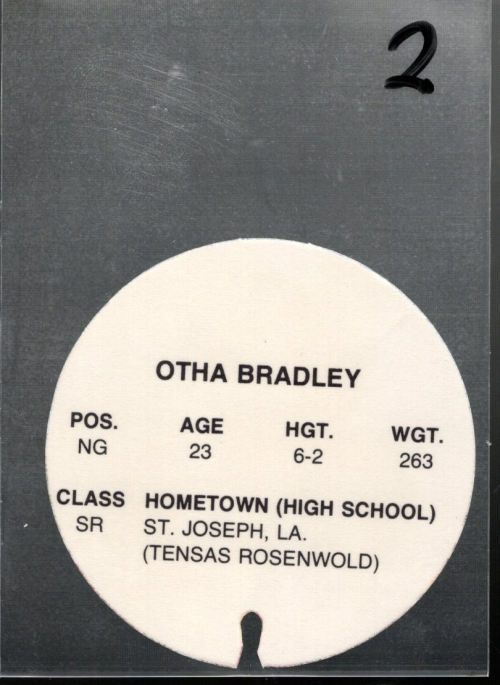 2
OTHA BRADLEY
POS. AGE HGT. WGT.
NG 23 6-2 263
CLASS HOMETOWN (HIGH SCHOOL)
SR ST. JOSEPH, LA.
(TENSAS ROSENWOLD)